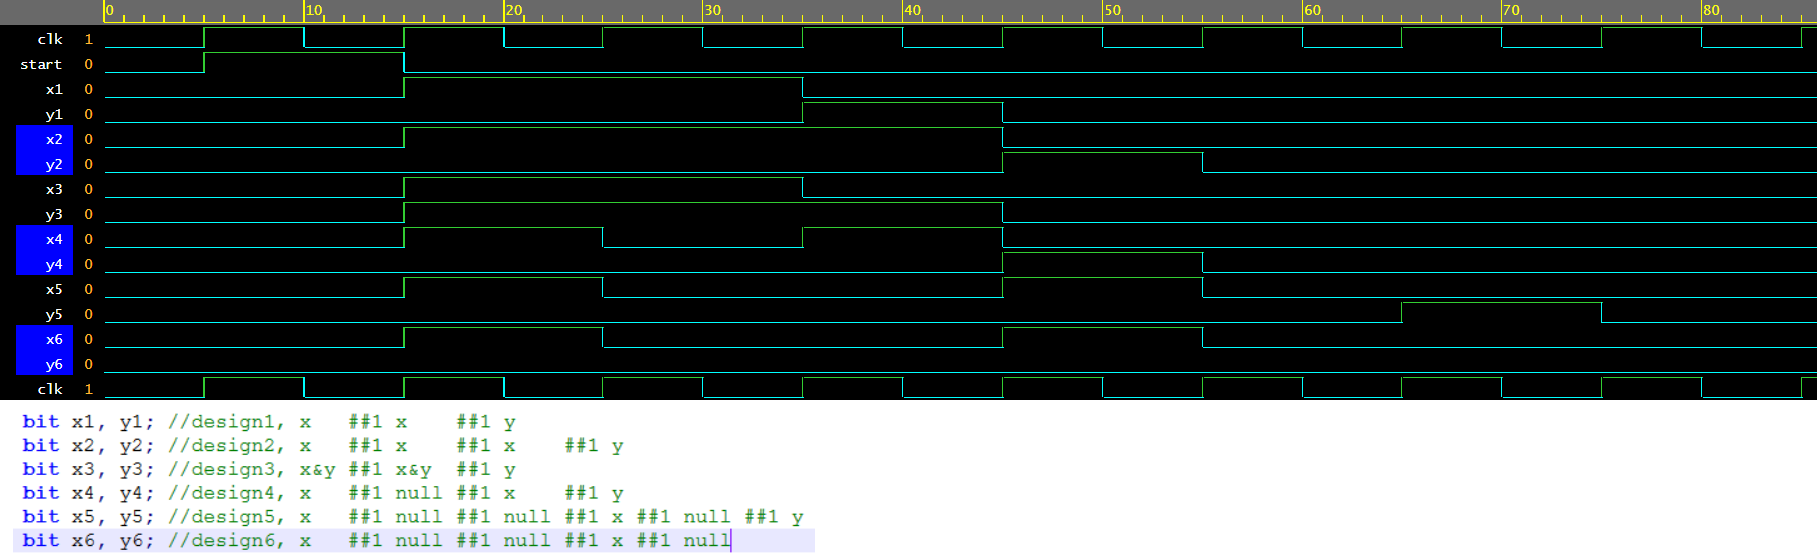 0 10 20 30 40 50 60 70 80
clk 1
start 0
x1 0
y1 0
x2 0
y2 0
x3 0
y3 0
x4 0
y4 0
x5 0
y5 0
x6 0
y6 0
clk 1
bit x1, y1; //design1, x ##1 x ##1 y
bit x2, y2; //design2, x ##1 x ##1 x ##1 y
bit x3, y3; //design3, x&y ##1 x&y ##1 y
bit x4, y4; //design4, x ##1 null ##1 x ##1 y
bit x5, y5; //design5, x ##1 null ##1 null ##1 x ##1 null ##1 y
bit x6, y6; //design6, x ##1 null ##1 null ##1 x ##1 null